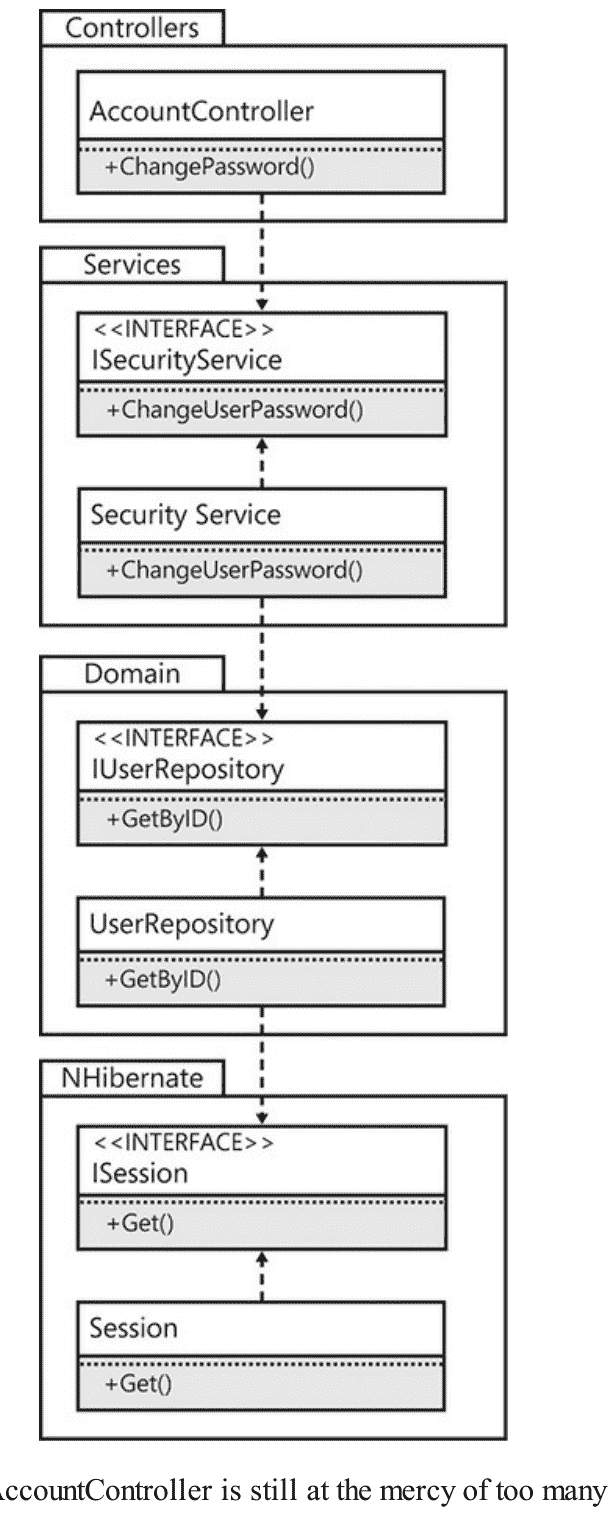 Controllers
AccountController
+ChangePassword()
Services
<<INTERFACE>>
ISecurityService
+ChangeUserPassword()
Security Service
+ChangeUserPassword()
Domain
<<INTERFACE>>
IUserRepository
+GetByID()
UserRepository
+GetByID()
NHibernate
<<INTERFACE>>
ISession
+Get()
Session
+Get()
AccountController is still at the mercy of too many